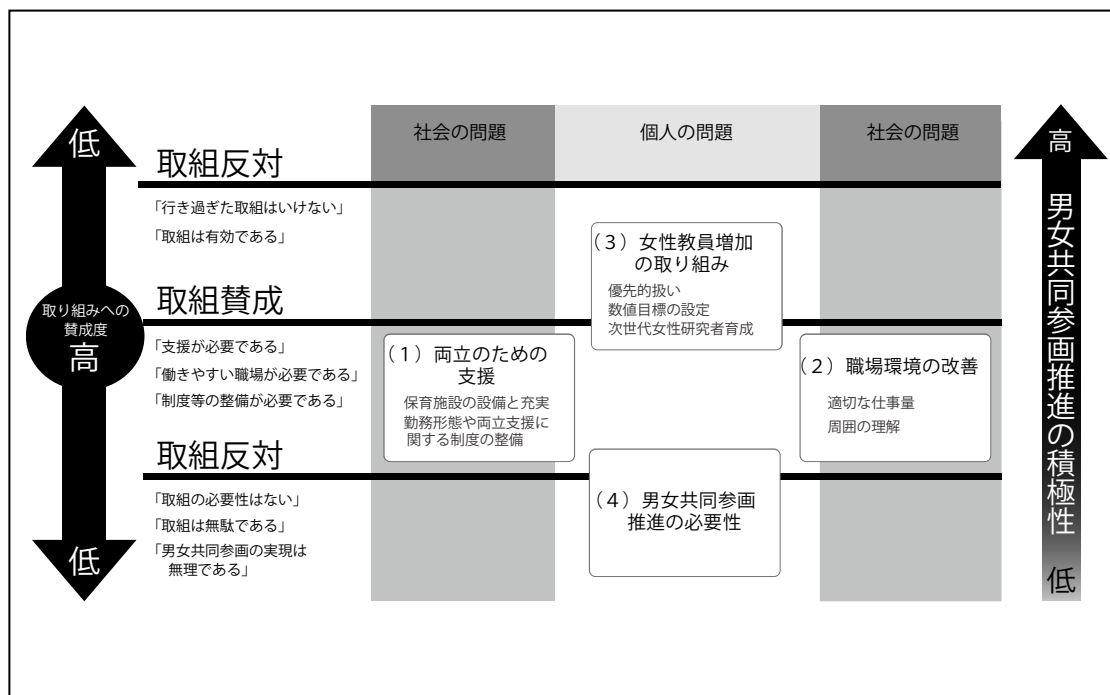 低
取り組みへの
賛成度
高
低
社会の問題
個人の問題
社会の問題
取組反対
「行き過ぎた取組はいけない」
「取組は有効である」
取組賛成
「支援が必要である」
「働きやすい職場が必要である」
「制度等の整備が必要である」
取組反対
「取組の必要性はない」
「取組は無駄である」
「男女共同参画の実現は
無理である」
(3)女性教員増加
の取り組み
優先的扱い
数値目標の設定
次世代女性研究者育成
(1)両立のための
支援
保育施設の設備と充実
勤務形態や両立支援に
関する制度の整備
(2)職場環境の改善
適切な仕事量
周囲の理解
(4)男女共同参画
推進の必要性
高
男女共同参画推進の積極性
低